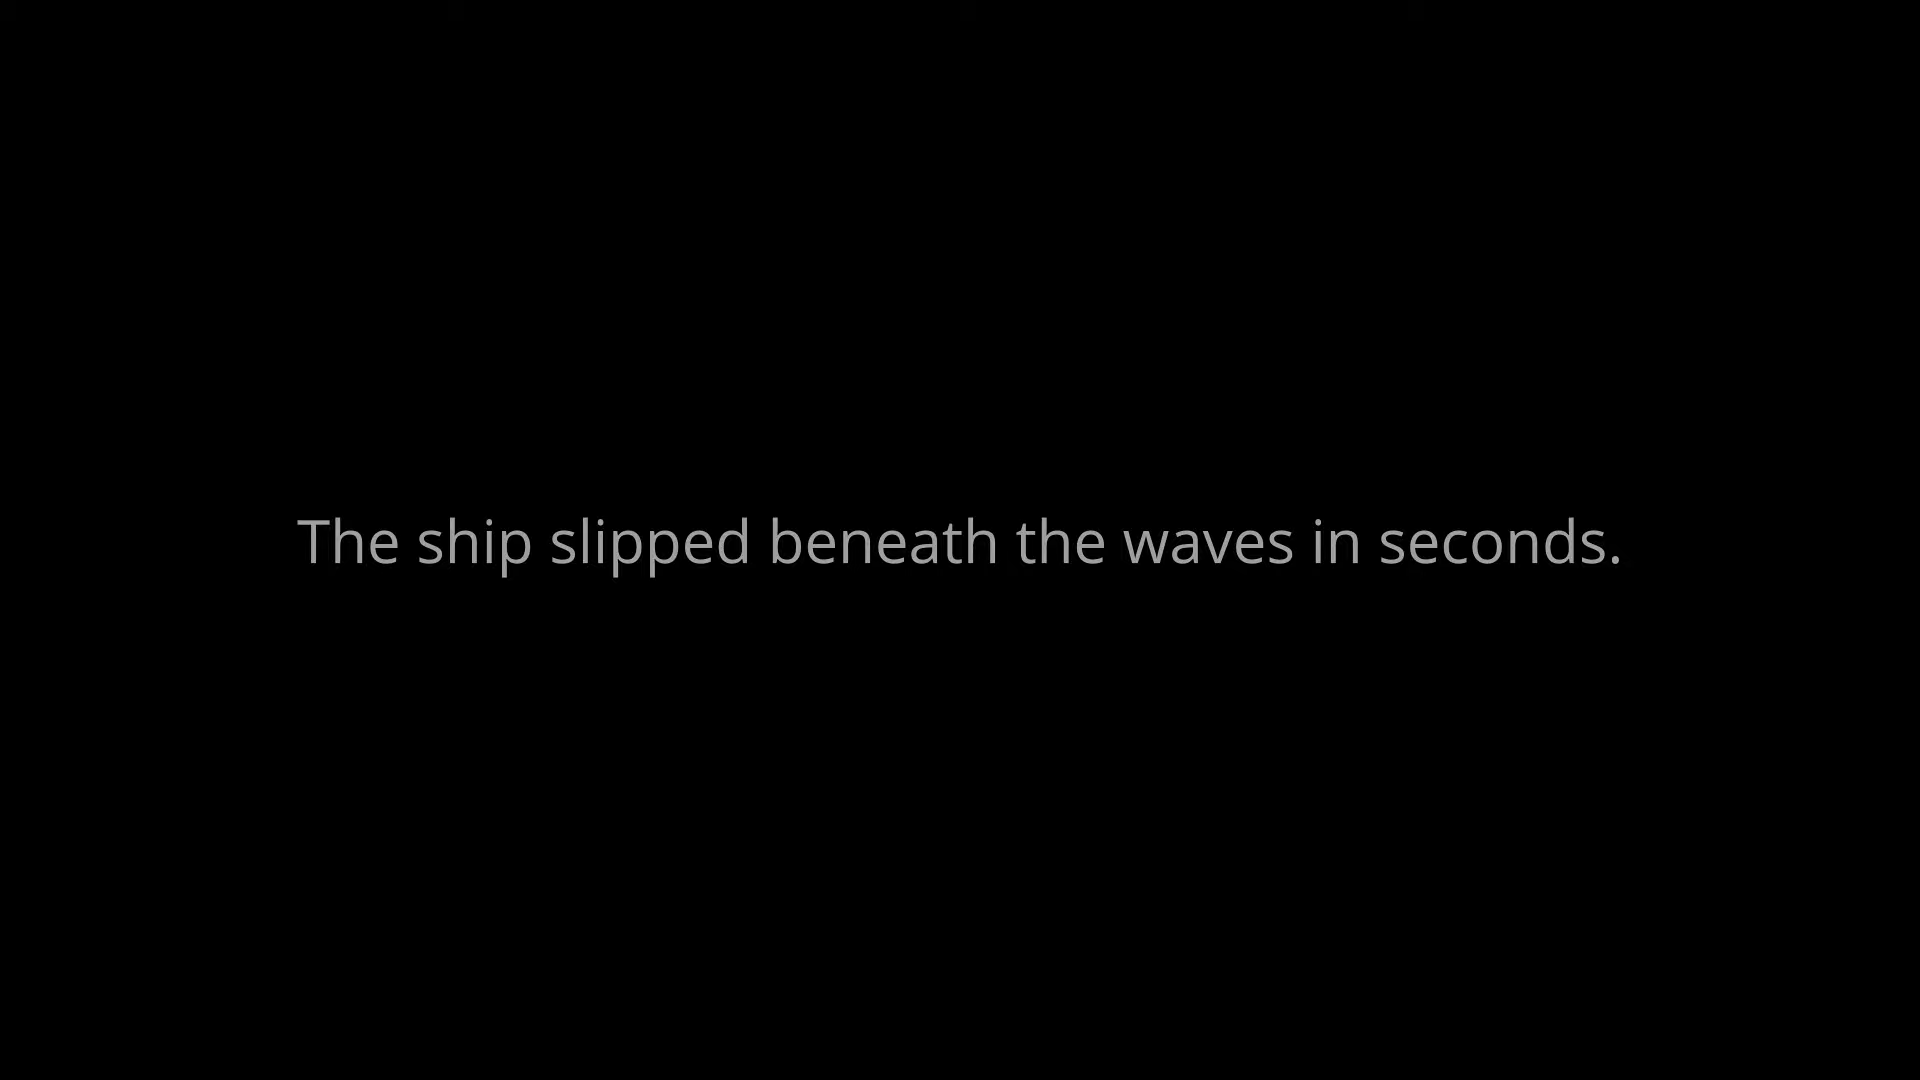 The ship slipped beneath the waves in seconds.